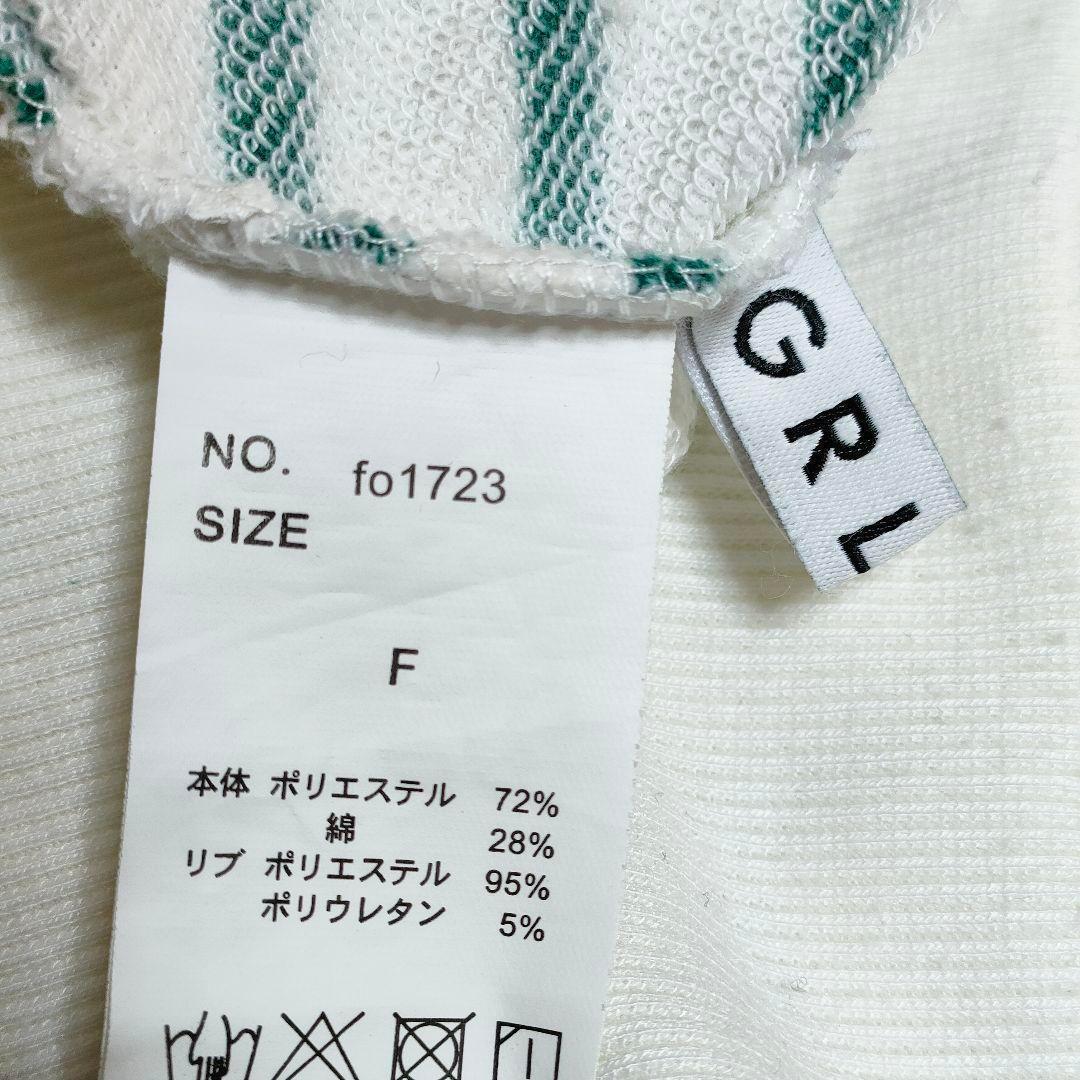 NO. fo1723
SIZE
F
本体 ポリエステル 72%
綿 28%
リブ ポリエステル 95%
ポリウレタン 5%
GRL